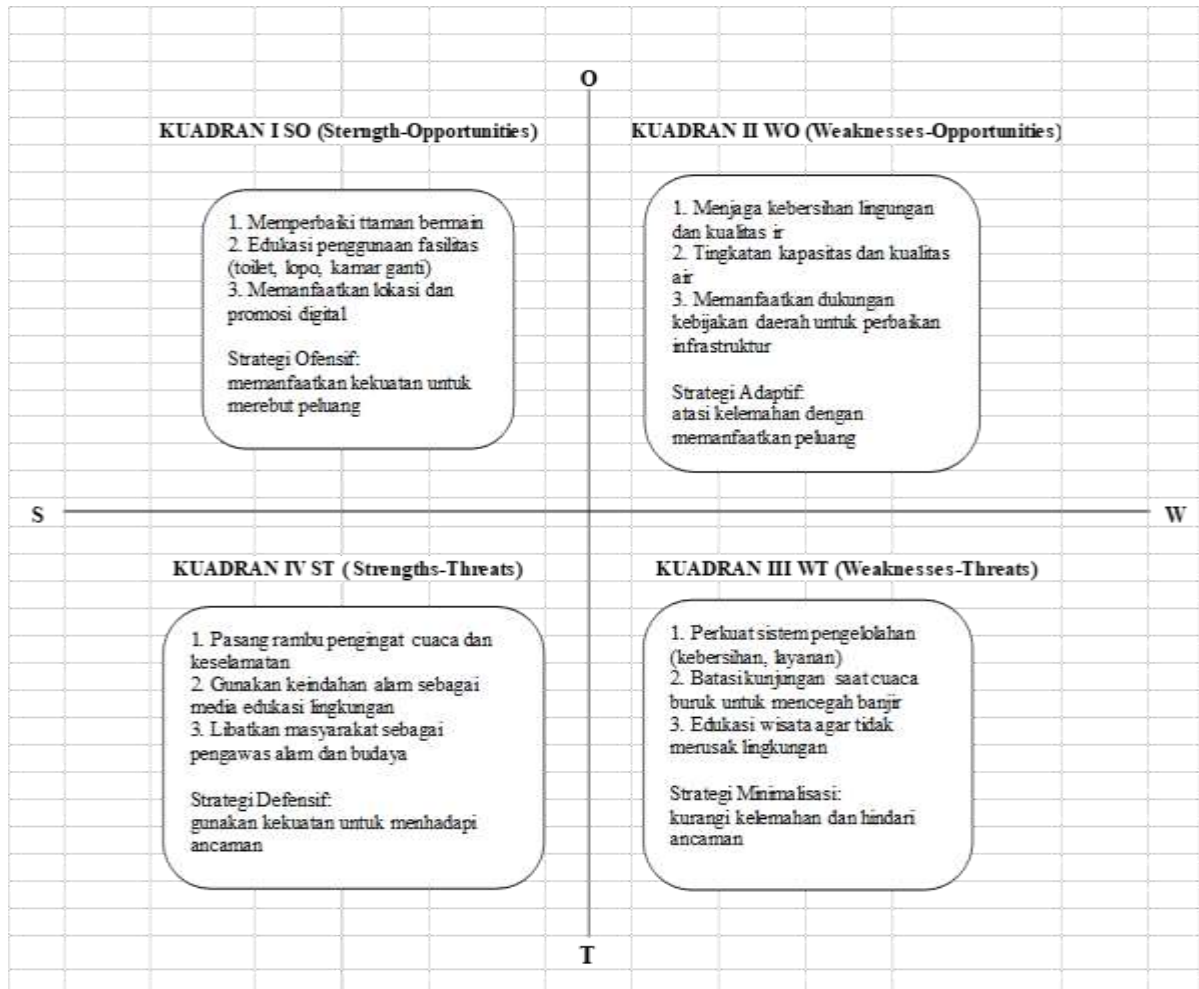 O
KUADRAN I SO (Sterngth-Opportunities)
1. Memperbaiki ttaman bermain
2. Edukasi penggunaan fasilitas
(toilet, lopo, kamar ganti)
3. Memanfaatkan lokasi dan
promosi digital
Strategi Ofensif:
memanfaatkan kekuatan untuk
merebut peluang
KUADRAN II WO (Weaknesses-Opportunities)
1. Menjaga kebersihan lingungan
dan kualitas ir
2. Tingkatan kapasitas dan kualitas
air
3. Memanfaatkan dukungan
kebijakan daerah untuk perbaikan
infrastruktur
Strategi Adaptif:
atasi kelemahan dengan
memanfaatkan peluang
S
W
KUADRAN IV ST ( Strengths-Threats)
1. Pasang rambu pengingat cuaca dan
keselamatan
2. Gunakan keindahan alam sebagai
media edukasi lingkungan
3. Libatkan masyarakat sebagai
pengawas alam dan budaya
Strategi Defensif:
gunakan kekuatan untuk menhadapi
ancaman
KUADRAN III WT (Weaknesses-Threats)
1. Perkuat sistem pengelolahan
(kebersihan, layanan)
2. Batasi kunjungan saat cuaca
buruk untuk mencegah banjir
3. Edukasi wisata agar tidak
merusak lingkungan
Strategi Minimalisasi:
kurangi kelemahan dan hindari
ancaman
T